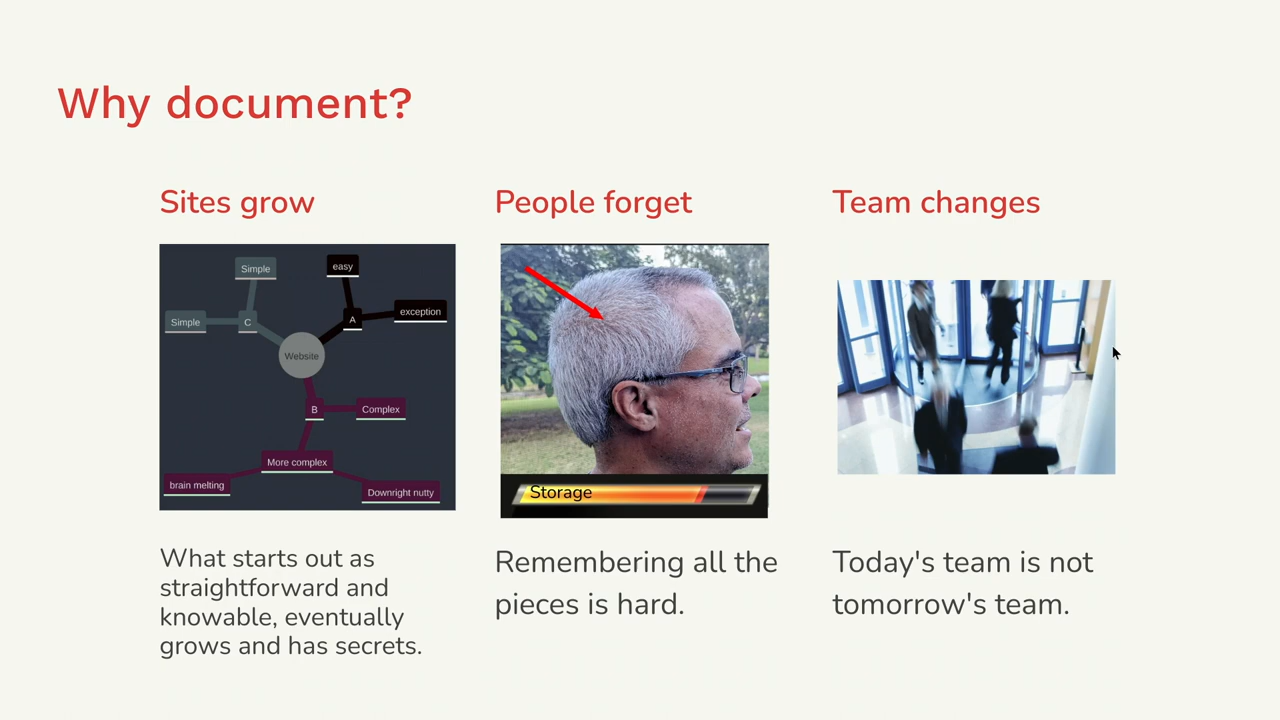 Why document?
Sites grow
People forget
Team changes
Simple
easy
Simple
C
A
exception
Website
B
Complex
More complex
brain melting
Downright nutty
Storage
What starts out as
straightforward and
knowable, eventually
grows and has secrets.
Remembering all the
pieces is hard.
Today's team is not
tomorrow's team.